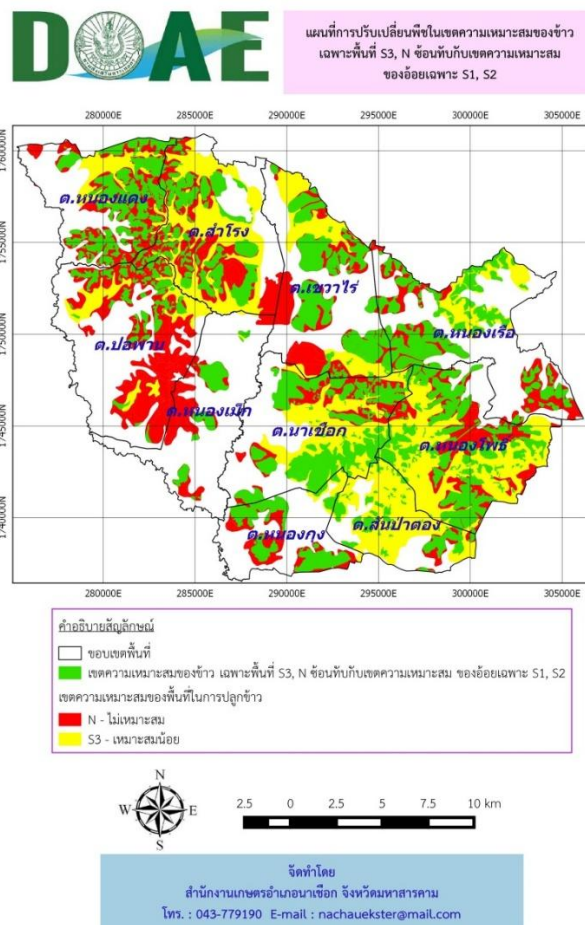 DOAE
แผนที่การปรับเปลี่ยนพืชในเขตความเหมาะสมของข้าว
เฉพาะพื้นที่ S3, N ซ้อนทับกับเขตความเหมาะสม
ของอ้อยเฉพาะ S1, S2
280000E 285000E 290000E 295000E 300000E 305000E
1760000N
1755000N
1750000N
1745000N
1740000N
ต.หนองแดง
ต.สำโรง
ต.เขวาไร่
ต.หนองเรือ
ต.ปอพาน
ต.หนองเม็ก
ต.นาเชือก
ต.หนองโพธิ์
ต.สันป่าตอง
ต.หนองกุง
280000E 285000E 290000E 295000E 300000E 305000E
คำอธิบายสัญลักษณ์
ขอบเขตพื้นที่
เขตความเหมาะสมของข้าว เฉพาะพื้นที่ S3, N ซ้อนทับกับเขตความเหมาะสม ของอ้อยเฉพาะ S1, S2
เขตความเหมาะสมของพื้นที่ในการปลูกข้าว
N - ไม่เหมาะสม
S3 - เหมาะสมน้อย
N
W E
S
2.5 0 2.5 5 7.5 10 km
จัดทำโดย
สำนักงานเกษตรอำเภอนาเชือก จังหวัดมหาสารคาม
โทร. : 043-779190 E-mail : nachauekster@mail.com